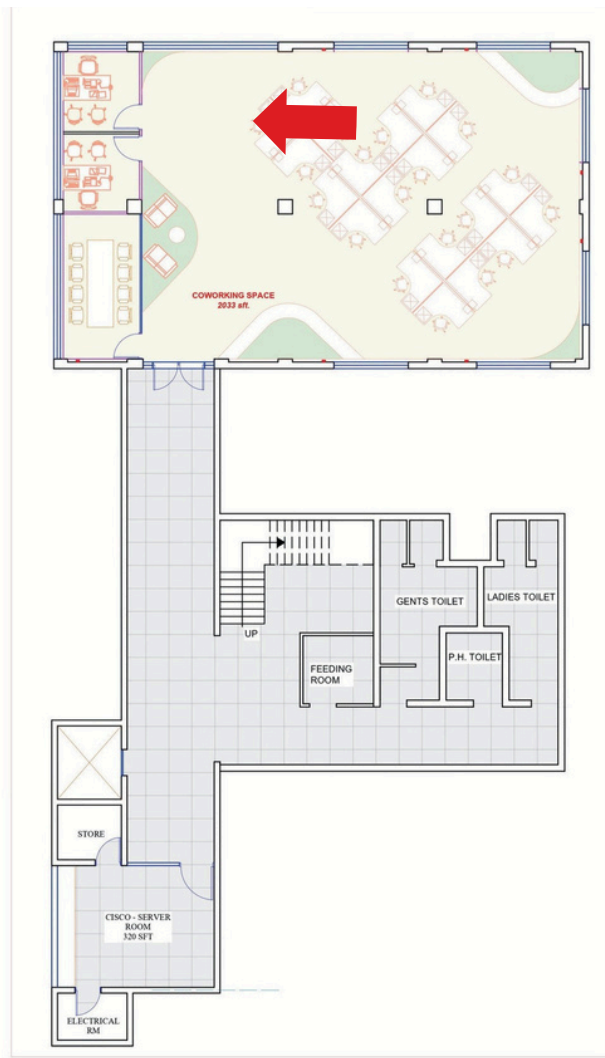 COWORKING SPACE
2033 sft.
UP
GENTS TOILET
LADIES TOILET
FEEDING
ROOM
P.H. TOILET
STORE
CISCO - SERVER
ROOM
320 SFT
ELECTRICAL
RM